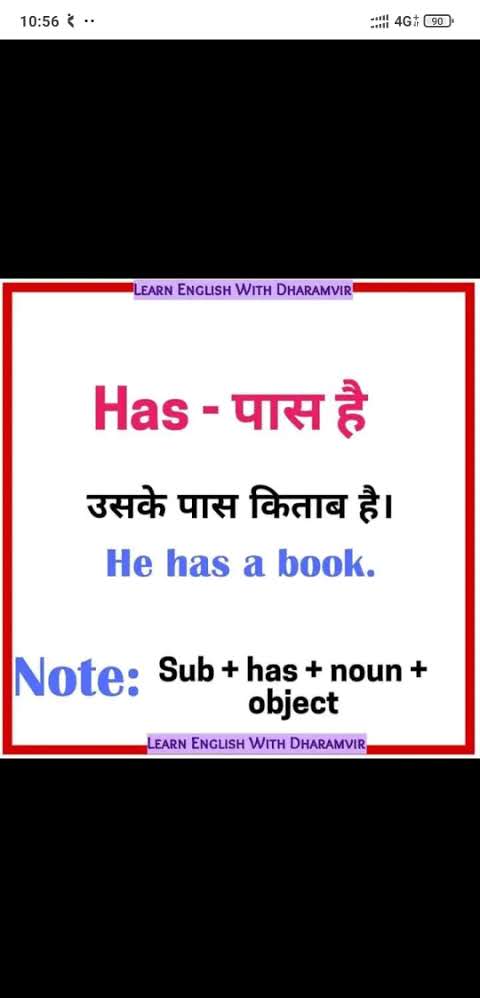 10:56
4G
90
LEARN ENGLISH WITH DHARAMVIR
Has - पास है
उसके पास किताब है।
He has a book.
Note: Sub + has + noun +
object
LEARN ENGLISH WITH DHARAMVIR